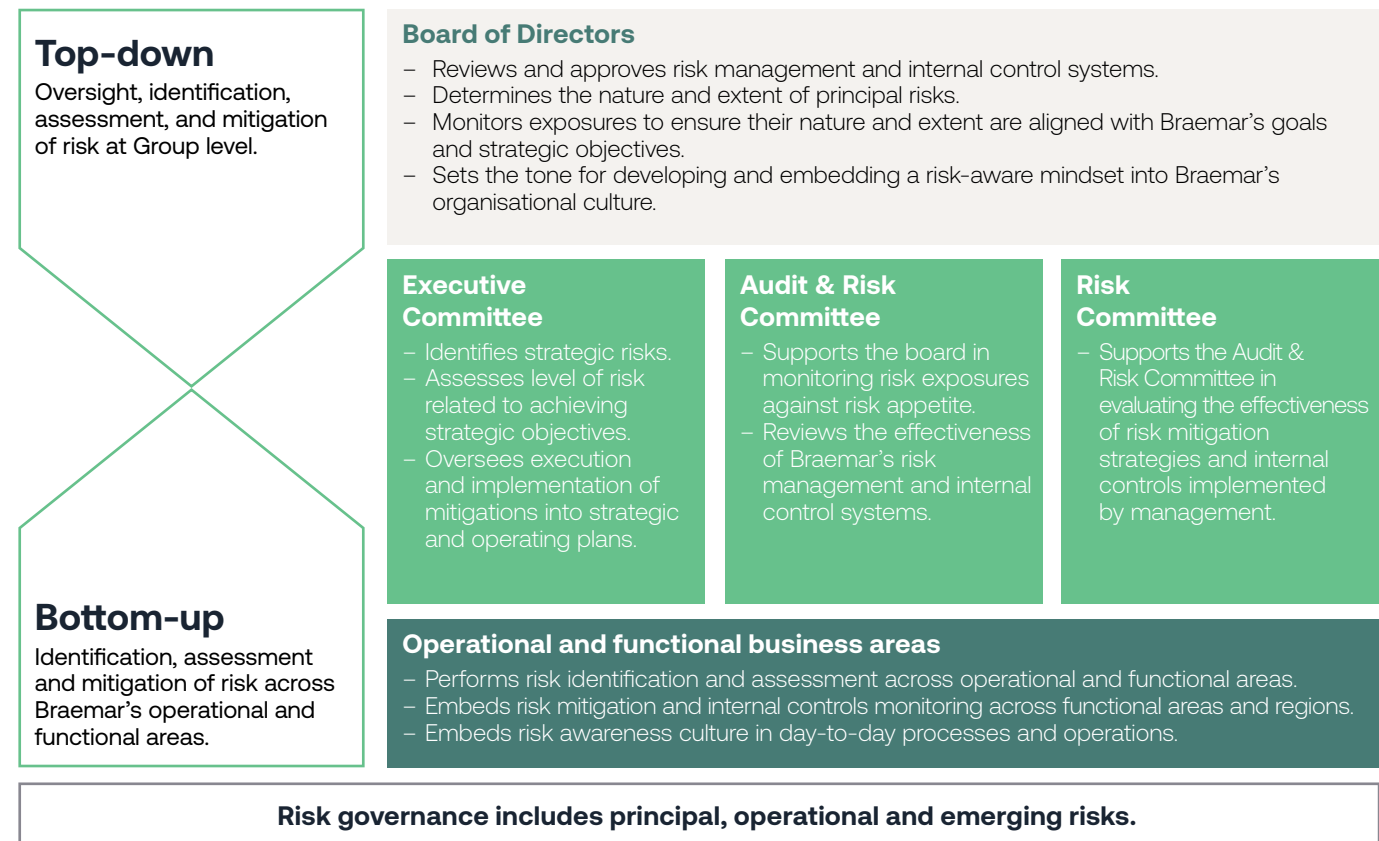 Top-down
Oversight, identification,
assessment, and mitigation
of risk at Group level.
Board of Directors
– Reviews and approves risk management and internal control systems.
– Determines the nature and extent of principal risks.
– Monitors exposures to ensure their nature and extent are aligned with Braemar’s goals
and strategic objectives.
– Sets the tone for developing and embedding a risk-aware mindset into Braemar’s
organisational culture.
Executive
Committee
– Identifies strategic risks.
– Assesses level of risk
related to achieving
strategic objectives.
– Oversees execution
and implementation of
mitigations into strategic
and operating plans.
Audit & Risk
Committee
– Supports the board in
monitoring risk exposures
against risk appetite.
– Reviews the effectiveness
of Braemar’s risk
management and internal
control systems.
Risk
Committee
– Supports the Audit &
Risk Committee in
evaluating the effectiveness
of risk mitigation
strategies and internal
controls implemented
by management.
Bottom-up
Identification, assessment
and mitigation of risk across
Braemar’s operational and
functional areas.
Operational and functional business areas
– Performs risk identification and assessment across operational and functional areas.
– Embeds risk mitigation and internal controls monitoring across functional areas and regions.
– Embeds risk awareness culture in day-to-day processes and operations.
Risk governance includes principal, operational and emerging risks.